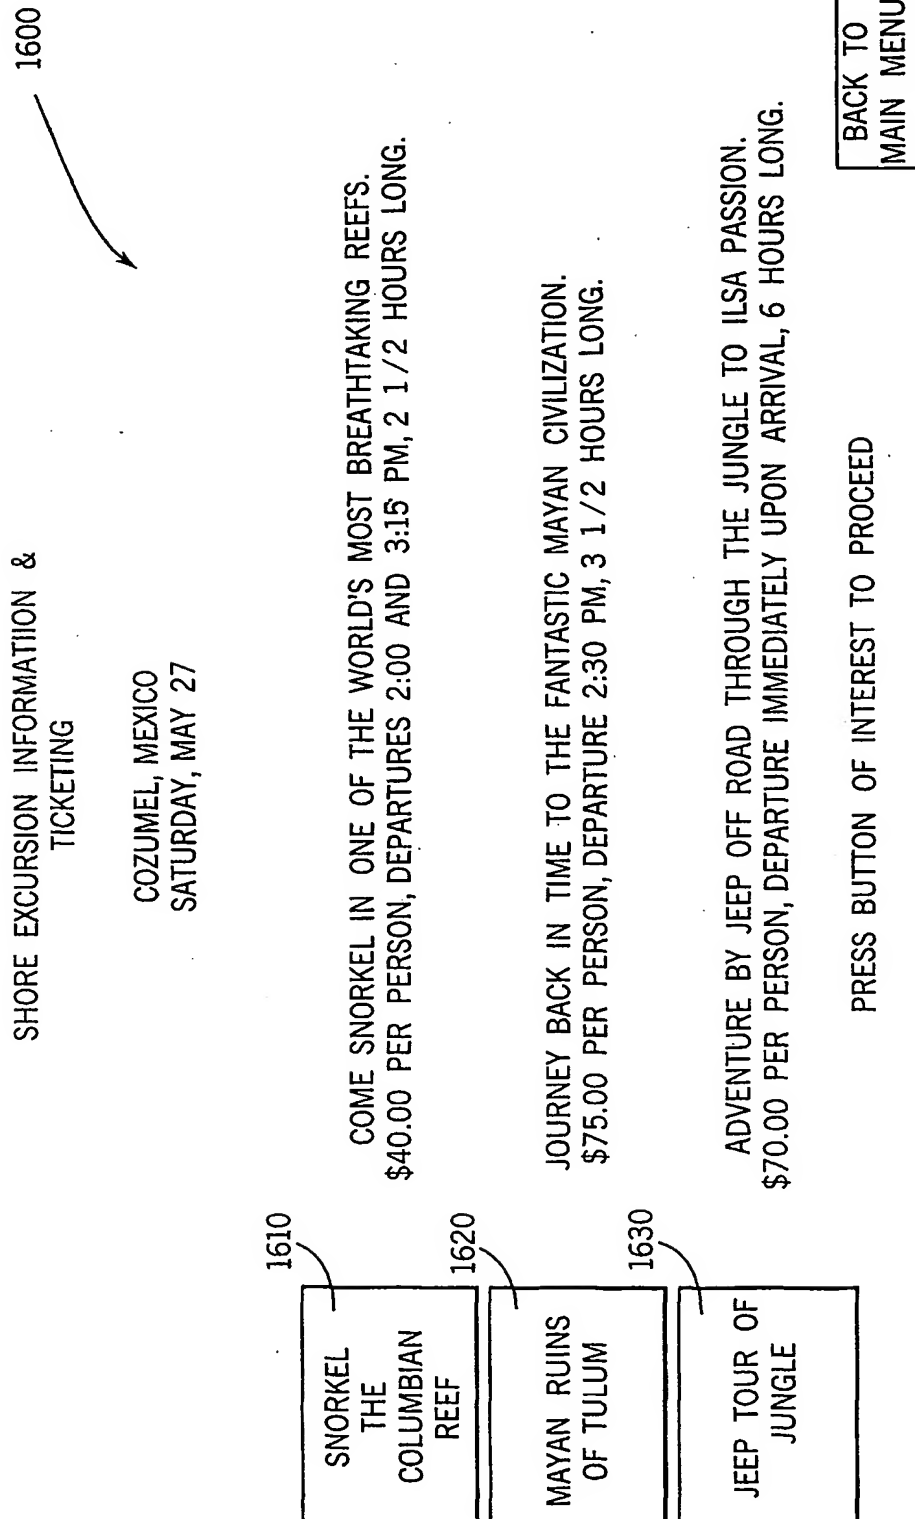 1600
SHORE EXCURSION INFORMATIION &
TICKETING
COZUMEL, MEXICO
SATURDAY, MAY 27
1610
SNORKEL
THE
COLUMBIAN
REEF
COME SNORKEL IN ONE OF THE WORLD'S MOST BREATHTAKING REEFS.
$40.00 PER PERSON, DEPARTURES 2:00 AND 3:15 PM, 2 1/2 HOURS LONG.
1620
MAYAN RUINS
OF TULUM
JOURNEY BACK IN TIME TO THE FANTASTIC MAYAN CIVILIZATION.
$75.00 PER PERSON, DEPARTURE 2:30 PM, 3 1/2 HOURS LONG.
1630
JEEP TOUR OF
JUNGLE
ADVENTURE BY JEEP OFF ROAD THROUGH THE JUNGLE TO ILSA PASSION.
$70.00 PER PERSON, DEPARTURE IMMEDIATELY UPON ARRIVAL, 6 HOURS LONG.
PRESS BUTTON OF INTEREST TO PROCEED
BACK TO
MAIN MENU